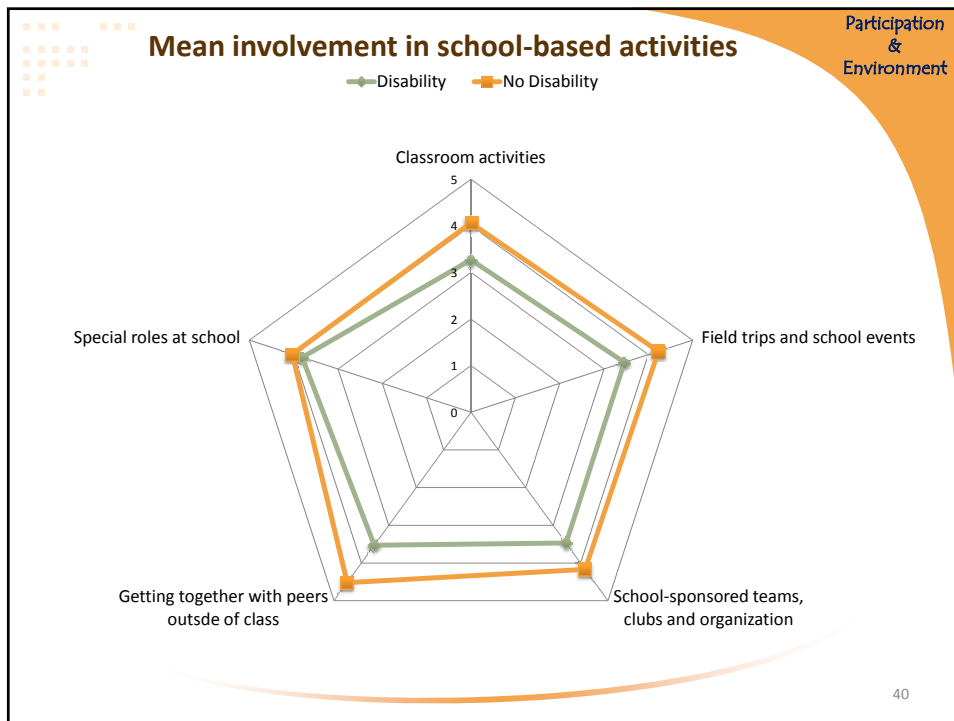 Participation
&
Environment
Mean involvement in school-based activities
Disability
No Disability
Classroom activities
5
4
3
2
1
0
Special roles at school
Field trips and school events
Getting together with peers
outsde of class
School-sponsored teams,
clubs and organization
40